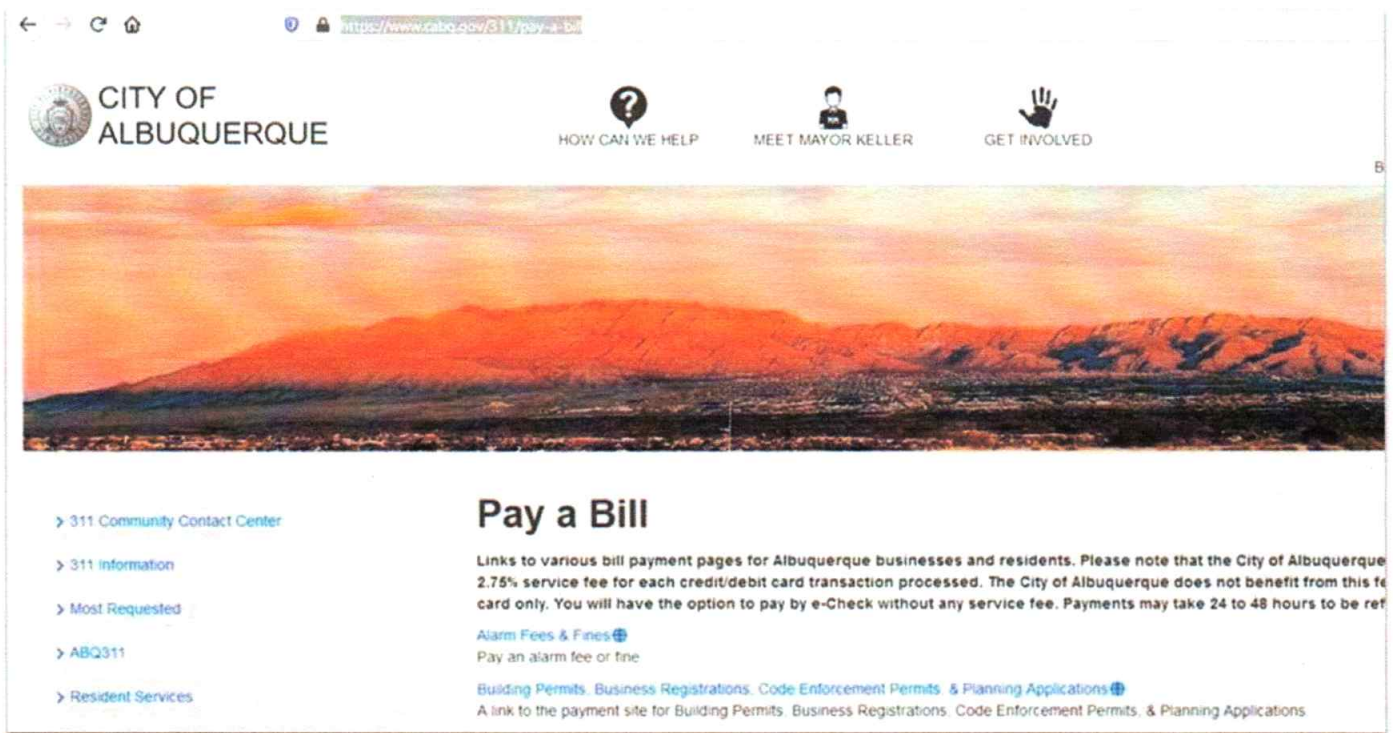 https://www.cabq.gov/311/pay-a-bill
CITY OF
ALBUQUERQUE
HOW CAN WE HELP
MEET MAYOR KELLER
GET INVOLVED
B
Pay a Bill
Links to various bill payment pages for Albuquerque businesses and residents. Please note that the City of Albuquerque
2.75% service fee for each credit/debit card transaction processed. The City of Albuquerque does not benefit from this fe
card only. You will have the option to pay by e-Check without any service fee. Payments may take 24 to 48 hours to be ref
Alarm Fees & Fines
Pay an alarm fee or fine
Building Permits, Business Registrations, Code Enforcement Permits, & Planning Applications
A link to the payment site for Building Permits, Business Registrations, Code Enforcement Permits, & Planning Applications
> 311 Community Contact Center
> 311 Information
> Most Requested
> ABQ311
> Resident Services